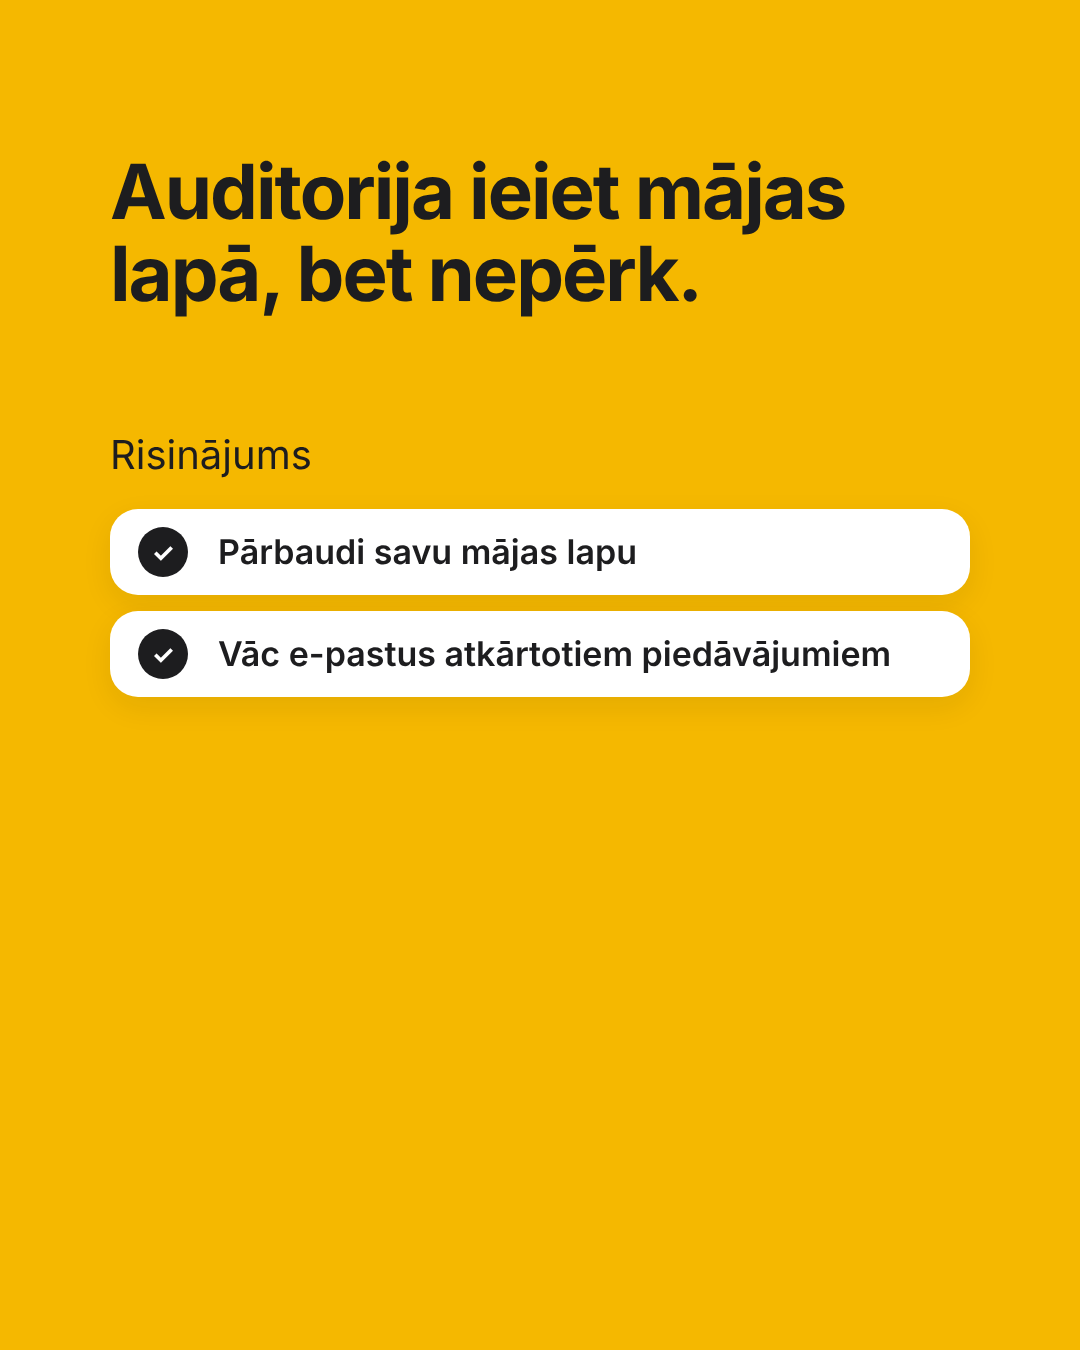 Auditorija ieiet mājas
lapā, bet nepērk.
Risinājums
Pārbaudi savu mājas lapu
Vāc e-pastus atkārtotiem piedāvājumiem